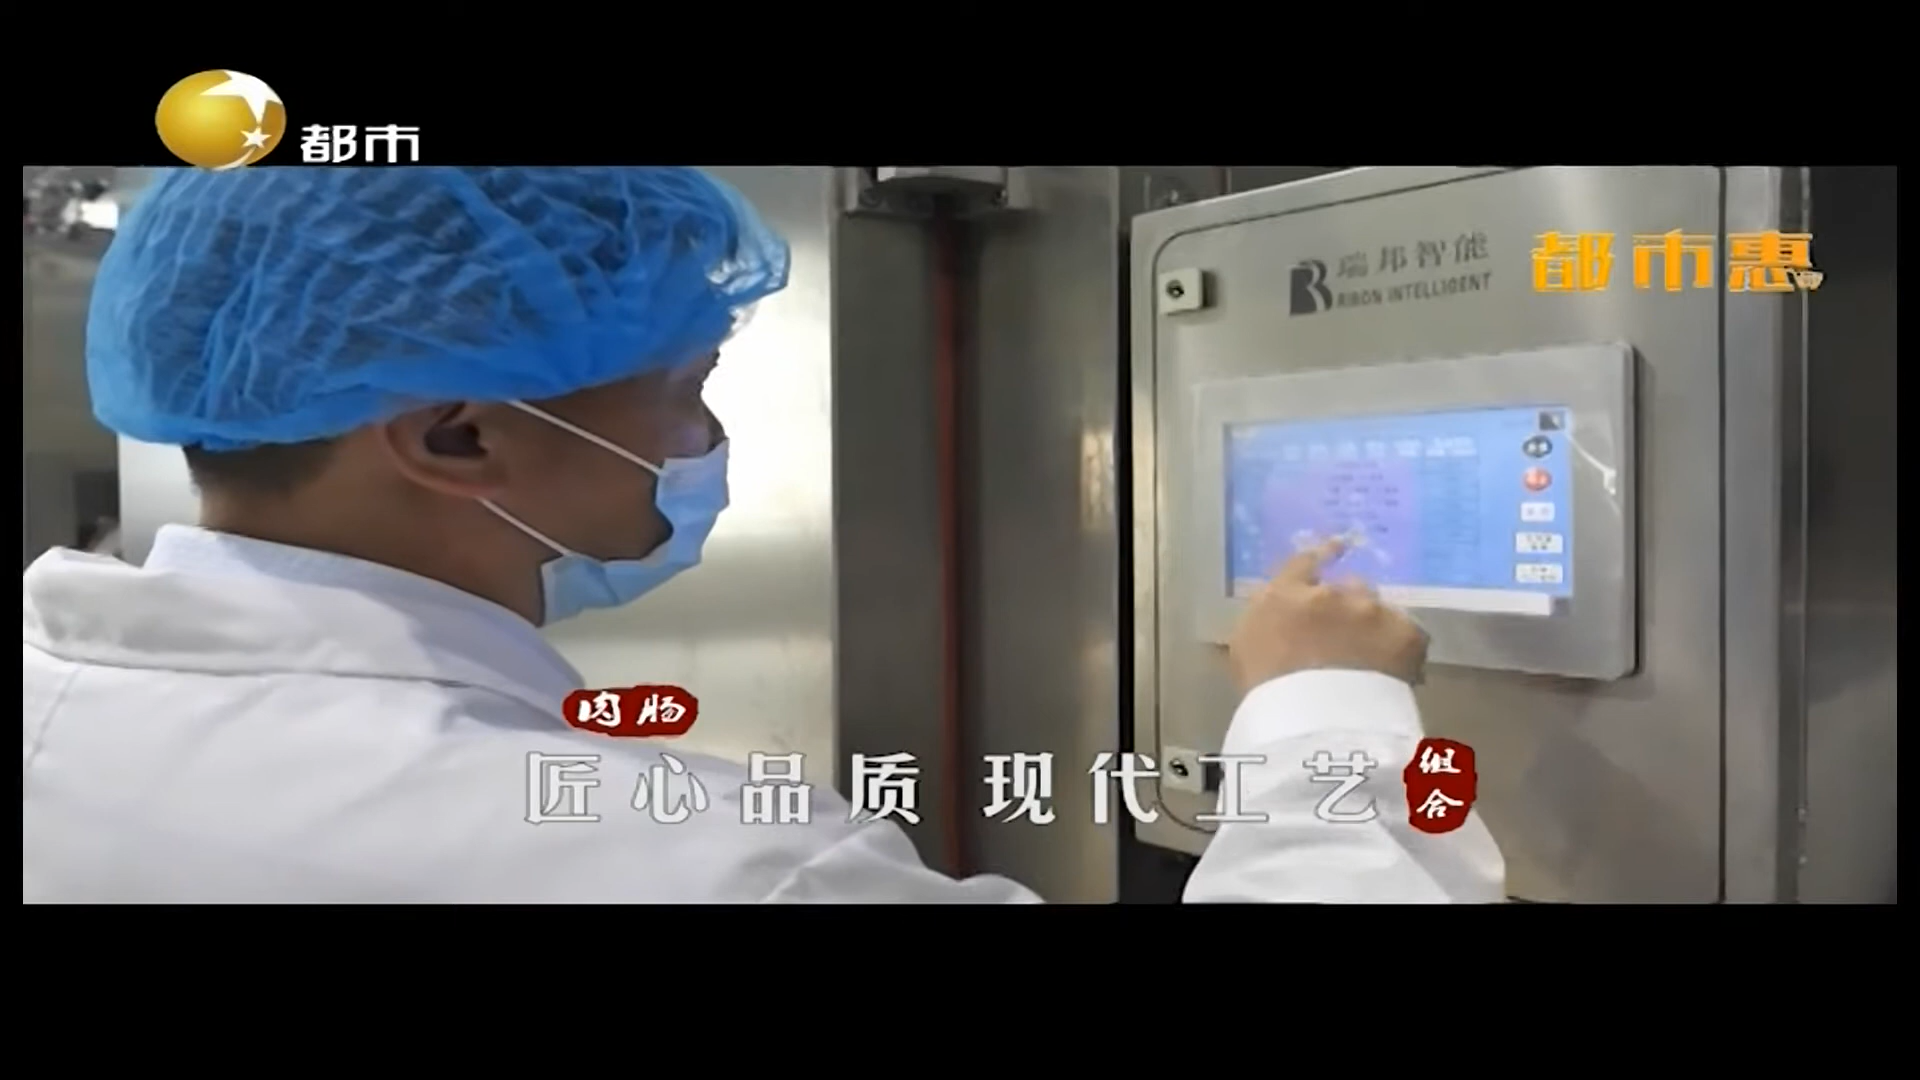 都市
瑞邦智能
RIBON INTELLIGENT
都市惠
肉肠
匠心品质 现代工艺
组合